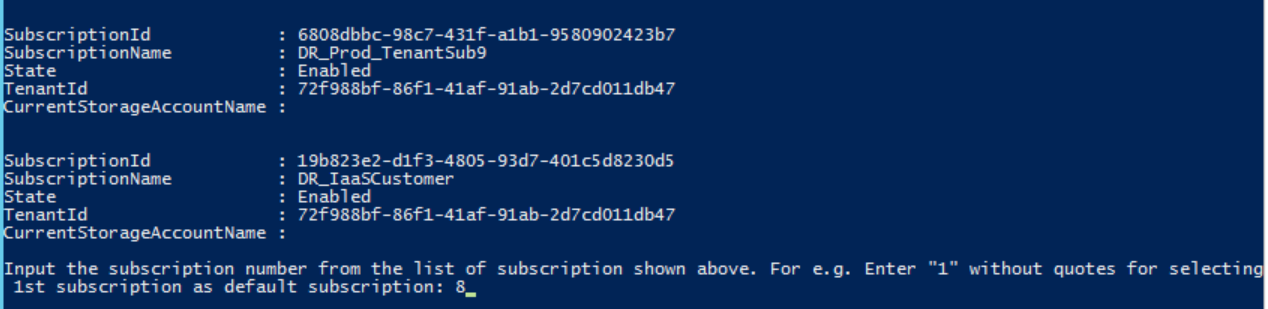 SubscriptionId : 6808dbbc-98c7-431f-a1b1-9580902423b7
SubscriptionName : DR_Prod_TenantSub9
State : Enabled
TenantId : 72f988bf-86f1-41af-91ab-2d7cd011db47
CurrentStorageAccountName :
SubscriptionId : 19b823e2-d1f3-4805-93d7-401c5d8230d5
SubscriptionName : DR_IaaSCustomer
State : Enabled
TenantId : 72f988bf-86f1-41af-91ab-2d7cd011db47
CurrentStorageAccountName :
Input the subscription number from the list of subscription shown above. For e.g. Enter "1" without quotes for selecting
1st subscription as default subscription: 8_